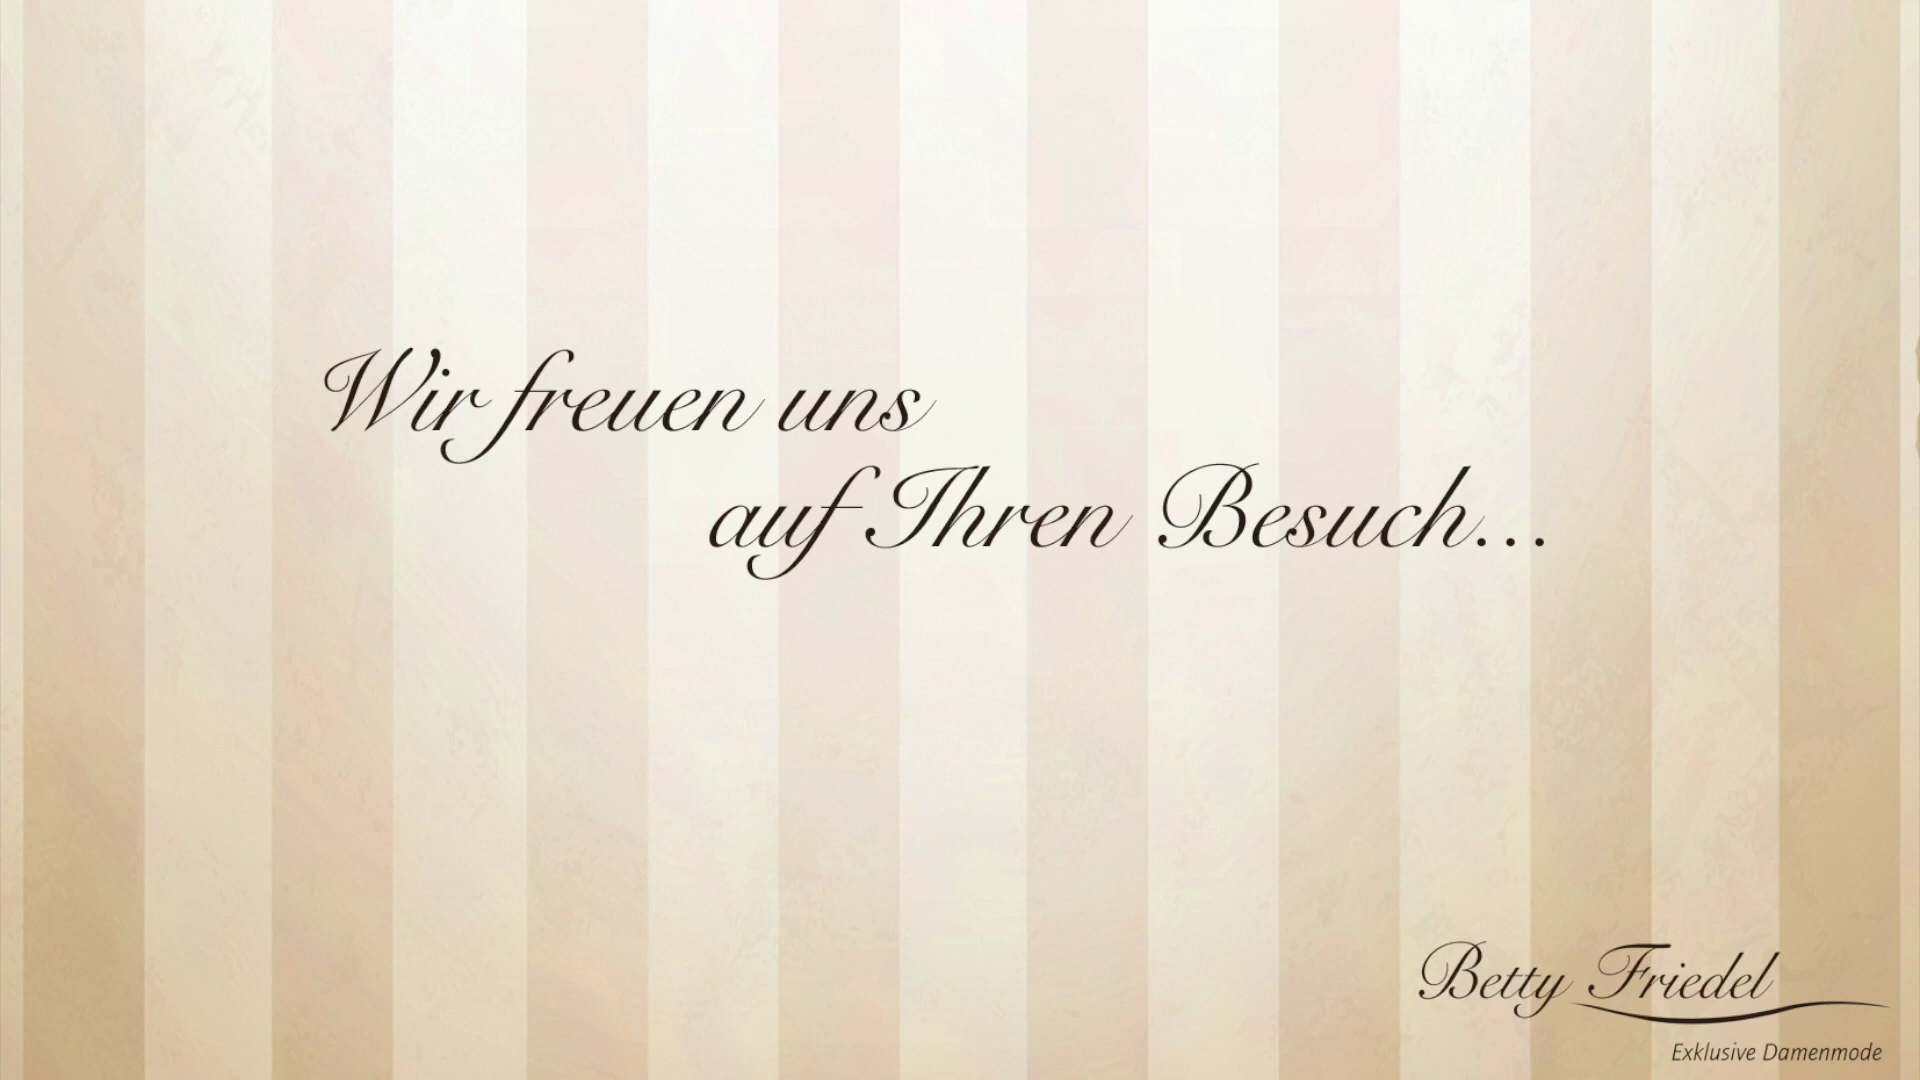 Wir freuen uns
auf Ihren Besuch...
Betty Friedel
Exklusive Damenmode